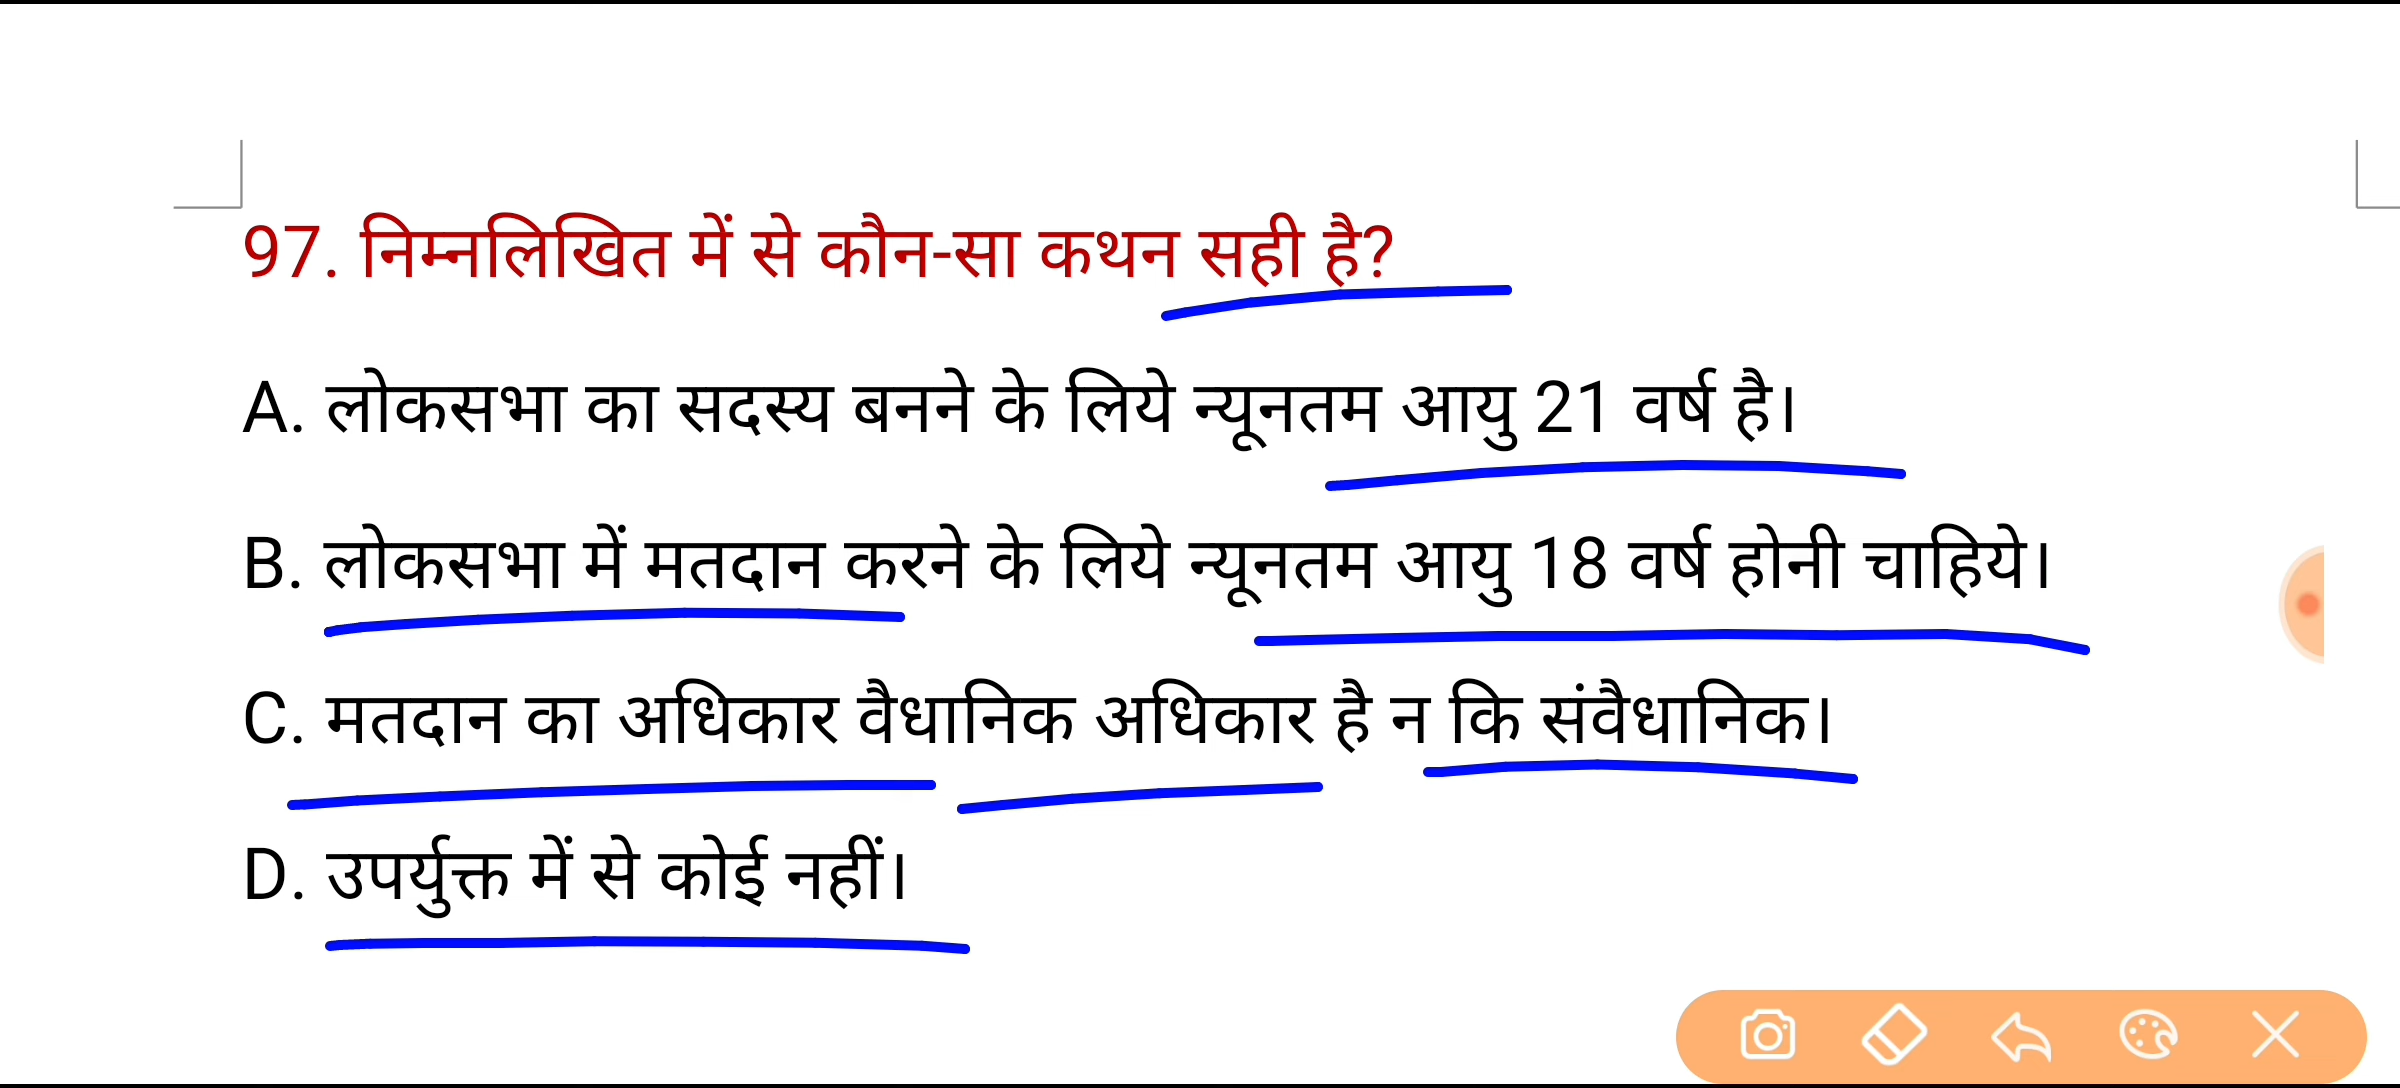 97. निम्नलिखित में से कौन-सा कथन सही है?
A. लोकसभा का सदस्य बनने के लिये न्यूनतम आयु 21 वर्ष है।
B. लोकसभा में मतदान करने के लिये न्यूनतम आयु 18 वर्ष होनी चाहिये।
C. मतदान का अधिकार वैधानिक अधिकार है न कि संवैधानिक।
D. उपर्युक्त में से कोई नहीं।